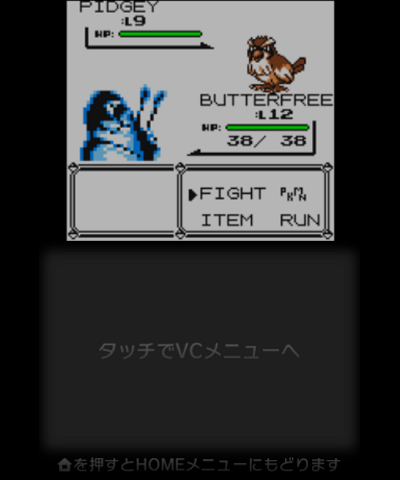 PIDGEY
:L9
HP:
BUTTERFREE
:L12
HP:
38/ 38
▶FIGHT PKMN
ITEM RUN
タッチでVCメニューへ
🏠を押すとHOMEメニューにもどります